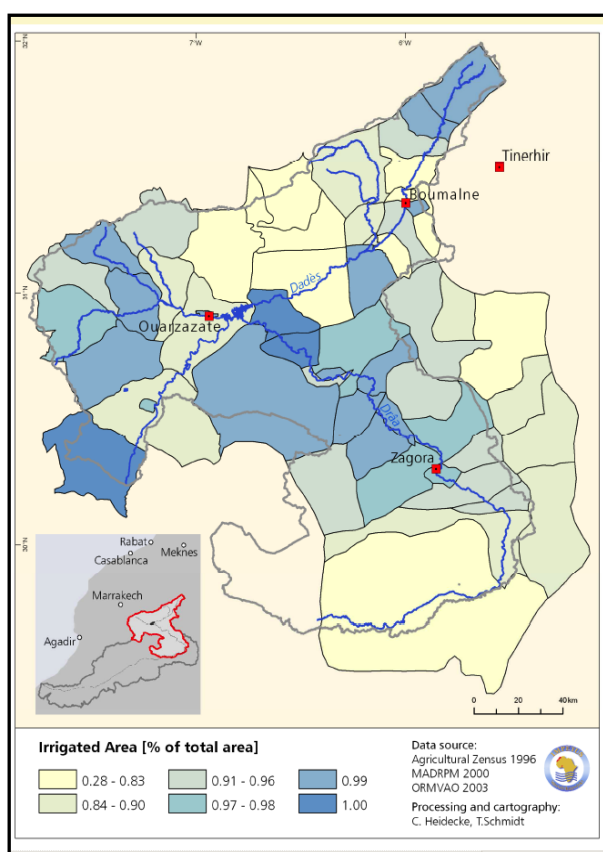 32°N
7°W
6°W
Tinerhir
Boumalne
Dadès
31°N
Ouarzazate
Drâa
Zagora
30°N
Rabat
Casablanca
Meknes
Marrakech
Agadir
0 20 40km
Irrigated Area [% of total area]
0.28 - 0.83
0.91 - 0.96
0.99
0.84 - 0.90
0.97 - 0.98
1.00
Data source:
Agricultural Zensus 1996
MADRPM 2000
ORMVAO 2003
Processing and cartography:
C. Heidecke, T.Schmidt